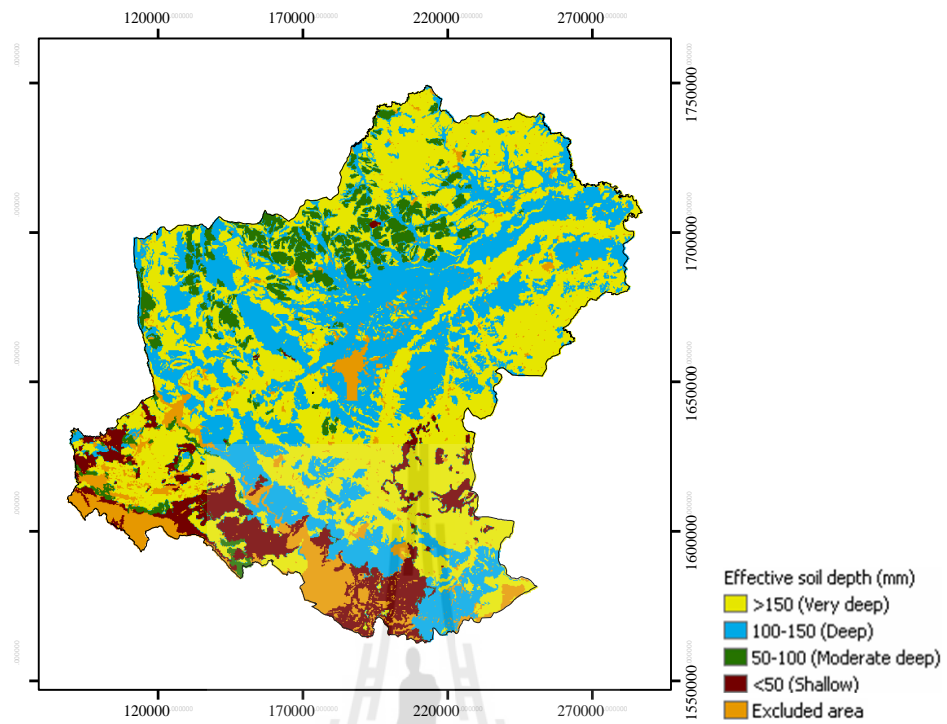 120000 170000 220000 270000
1750000
1700000
1650000
1600000
1550000
Effective soil depth (mm)
>150 (Very deep)
100-150 (Deep)
50-100 (Moderate deep)
<50 (Shallow)
Excluded area
120000 170000 220000 270000